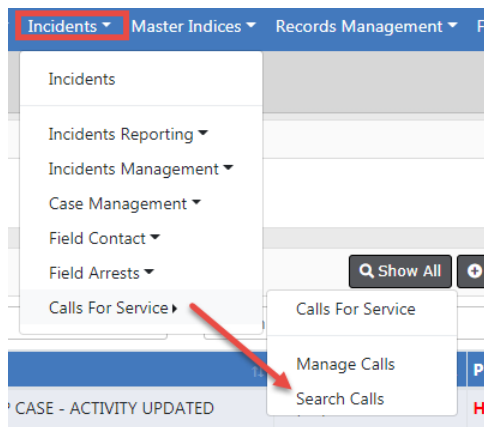 Incidents Master Indices Records Management F
Incidents
Incidents Reporting
Incidents Management
Case Management
Field Contact
Field Arrests
Show All
Calls For Service
Calls For Service
Manage Calls
P
Search Calls
CASE - ACTIVITY UPDATED
H